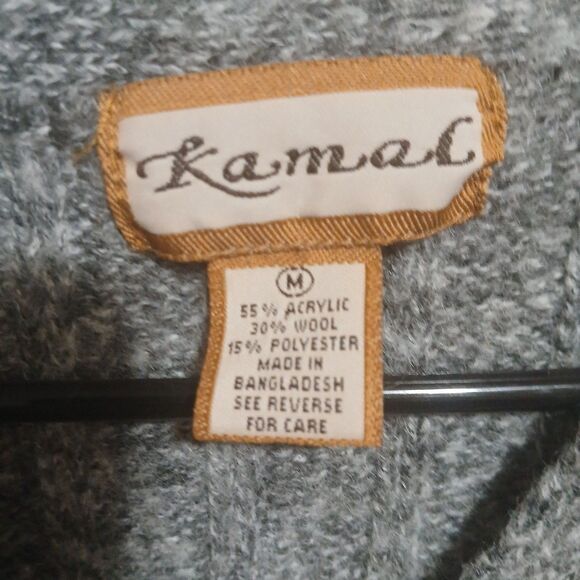 Kamal
M
55% ACRYLIC
30% WOOL
15% POLYESTER
MADE IN
BANGLADESH
SEE REVERSE
FOR CARE